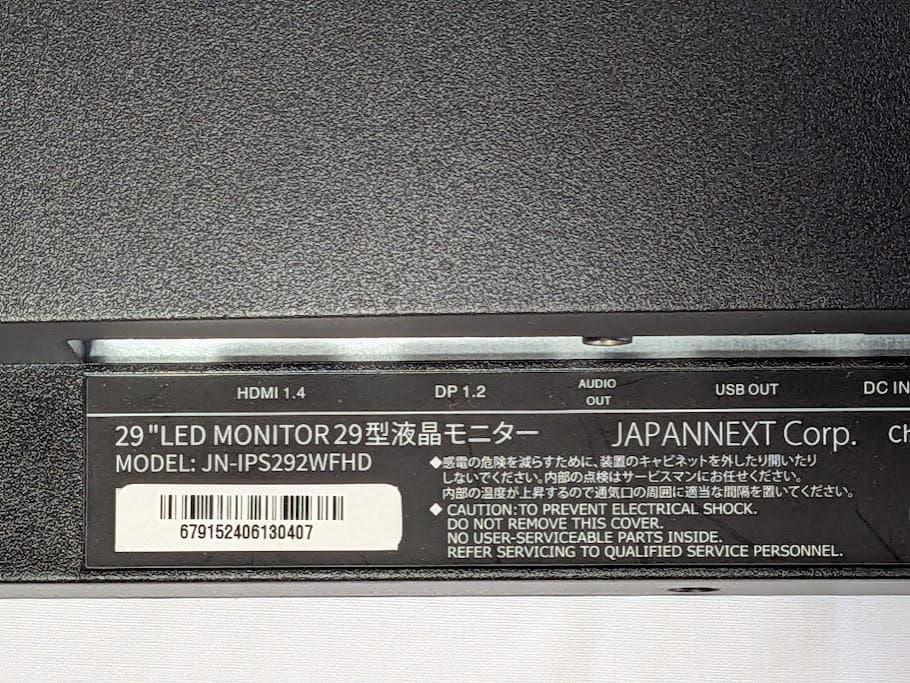 HDMI 1.4
DP 1.2
AUDIO
OUT
USB OUT
DC IN
29"LED MONITOR 29型液晶モニター
MODEL: JN-IPS292WFHD
679152406130407
JAPANNEXT Corp.
◆感電の危険を減らすために、装置のキャビネットを外したり開いたり
しないでください。内部の点検はサービスマンにお任せください。
内部の温度が上昇するので通気口の周囲に適当な間隔を置いてください。
◆ CAUTION:TO PREVENT ELECTRICAL SHOCK.
DO NOT REMOVE THIS COVER.
NO USER-SERVICEABLE PARTS INSIDE.
REFER SERVICING TO QUALIFIED SERVICE PERSONNEL.